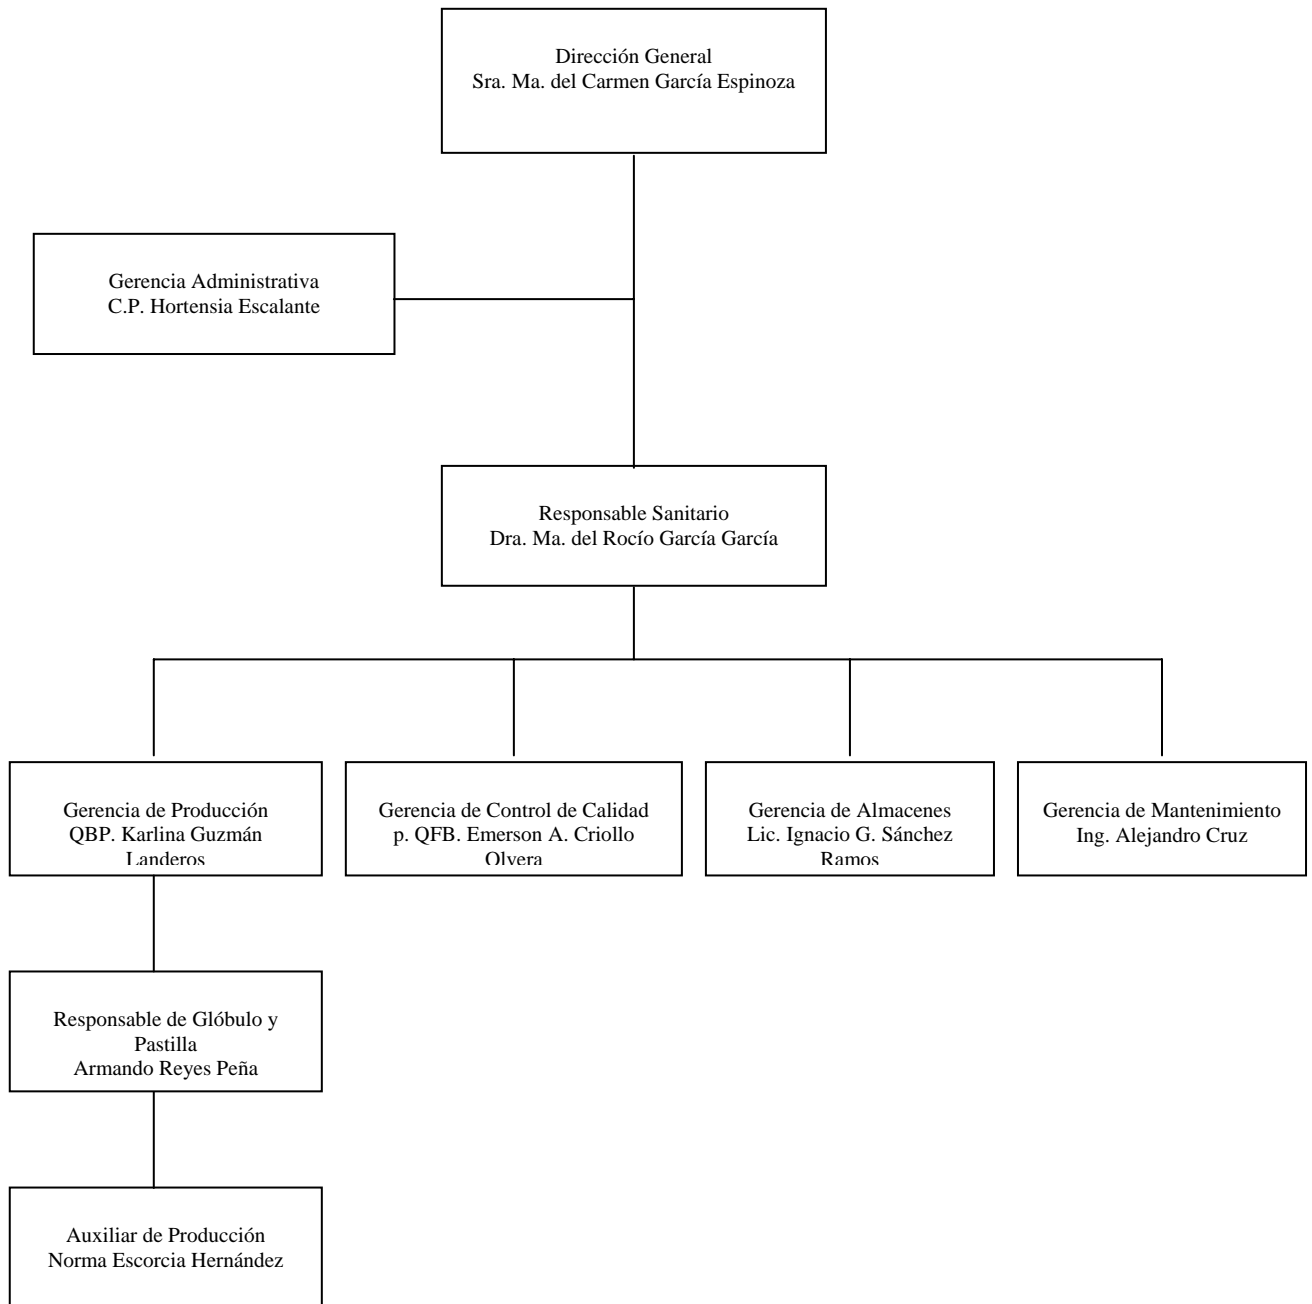 Dirección General
Sra. Ma. del Carmen García Espinoza
Gerencia Administrativa
C.P. Hortensia Escalante
Responsable Sanitario
Dra. Ma. del Rocío García García
Gerencia de Producción
QBP. Karlina Guzmán
Landeros
Gerencia de Control de Calidad
p. QFB. Emerson A. Criollo
Olvera
Gerencia de Almacenes
Lic. Ignacio G. Sánchez
Ramos
Gerencia de Mantenimiento
Ing. Alejandro Cruz
Responsable de Glóbulo y
Pastilla
Armando Reyes Peña
Auxiliar de Producción
Norma Escorcia Hernández